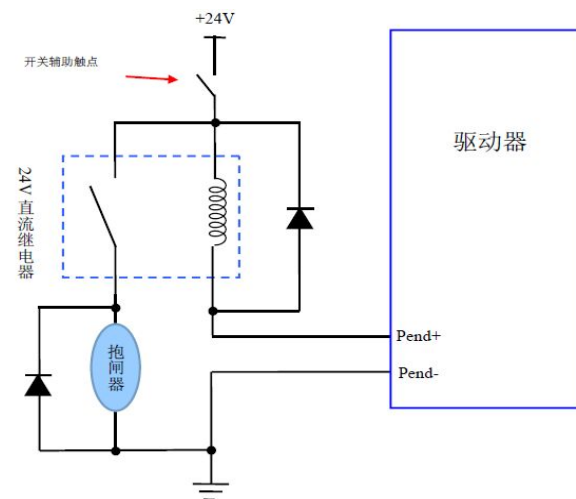 +24V
开关辅助触点
驱动器
24V 直流继电器
Pend+
抱闸器
Pend-